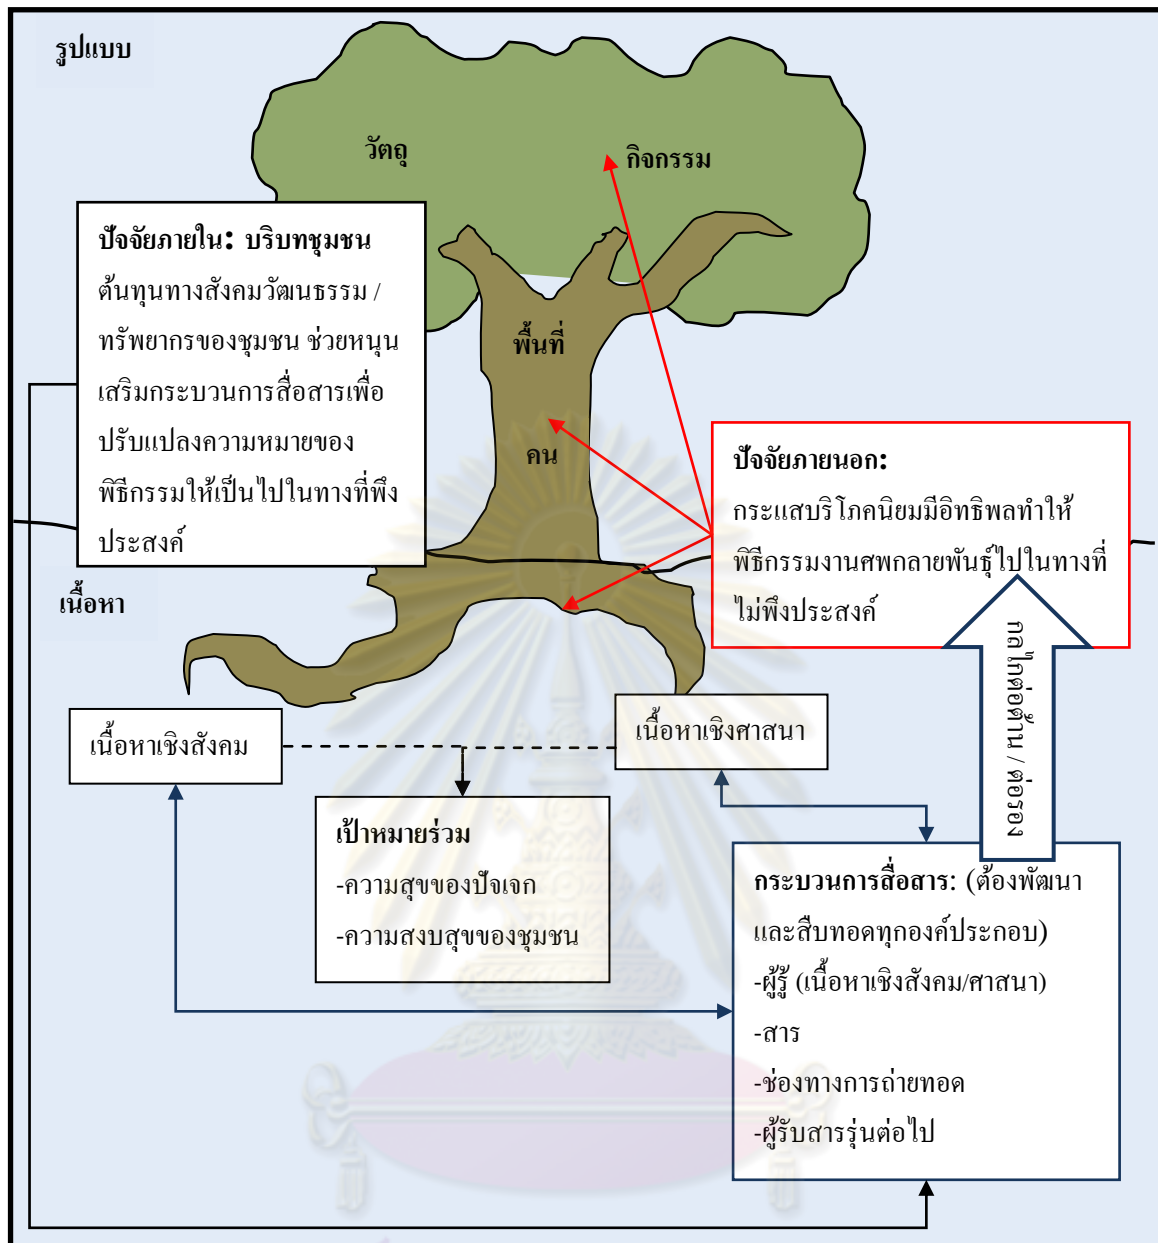 รูปแบบ
วัตถุ
กิจกรรม
ปัจจัยภายใน: บริบทชุมชน
ต้นทุนทางสังคมวัฒนธรรม /
ทรัพยากรของชุมชน ช่วยหนุน
เสริมกระบวนการสื่อสารเพื่อ
ปรับแปลงความหมายของ
พิธีกรรมให้เป็นไปในทางที่พึง
ประสงค์
พื้นที่
คน
ปัจจัยภายนอก:
กระแสบริโภคนิยมมีอิทธิพลทำให้
พิธีกรรมงานศพกลายพันธุ์ไปในทางที่
ไม่พึงประสงค์
เนื้อหา
กลไกต่อต้าน / ต่อรอง
เนื้อหาเชิงสังคม
เนื้อหาเชิงศาสนา
เป้าหมายร่วม
-ความสุขของปัจเจก
-ความสงบสุขของชุมชน
กระบวนการสื่อสาร: (ต้องพัฒนา
และสืบทอดทุกองค์ประกอบ)
-ผู้รู้ (เนื้อหาเชิงสังคม/ศาสนา)
-สาร
-ช่องทางการถ่ายทอด
-ผู้รับสารรุ่นต่อไป